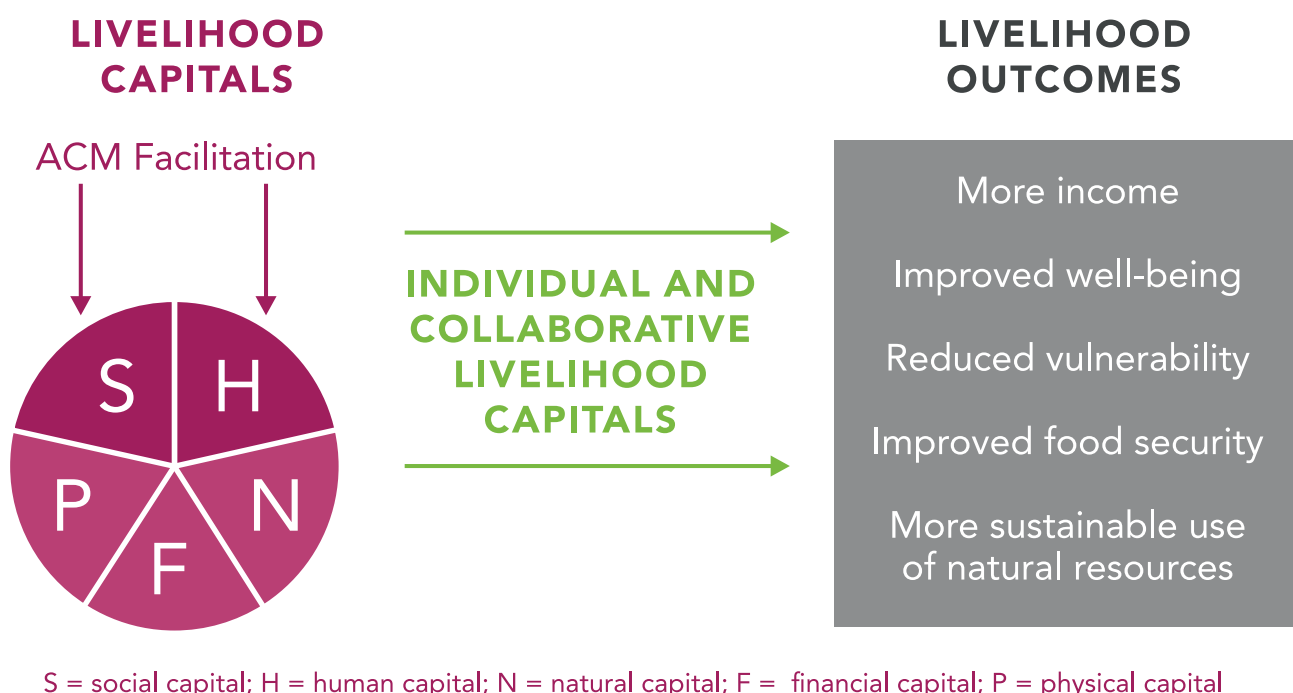 LIVELIHOOD
CAPITALS
ACM Facilitation
S
H
P
N
F
INDIVIDUAL AND
COLLABORATIVE
LIVELIHOOD
CAPITALS
LIVELIHOOD
OUTCOMES
More income
Improved well-being
Reduced vulnerability
Improved food security
More sustainable use
of natural resources
S = social capital; H = human capital; N = natural capital; F = financial capital; P = physical capital